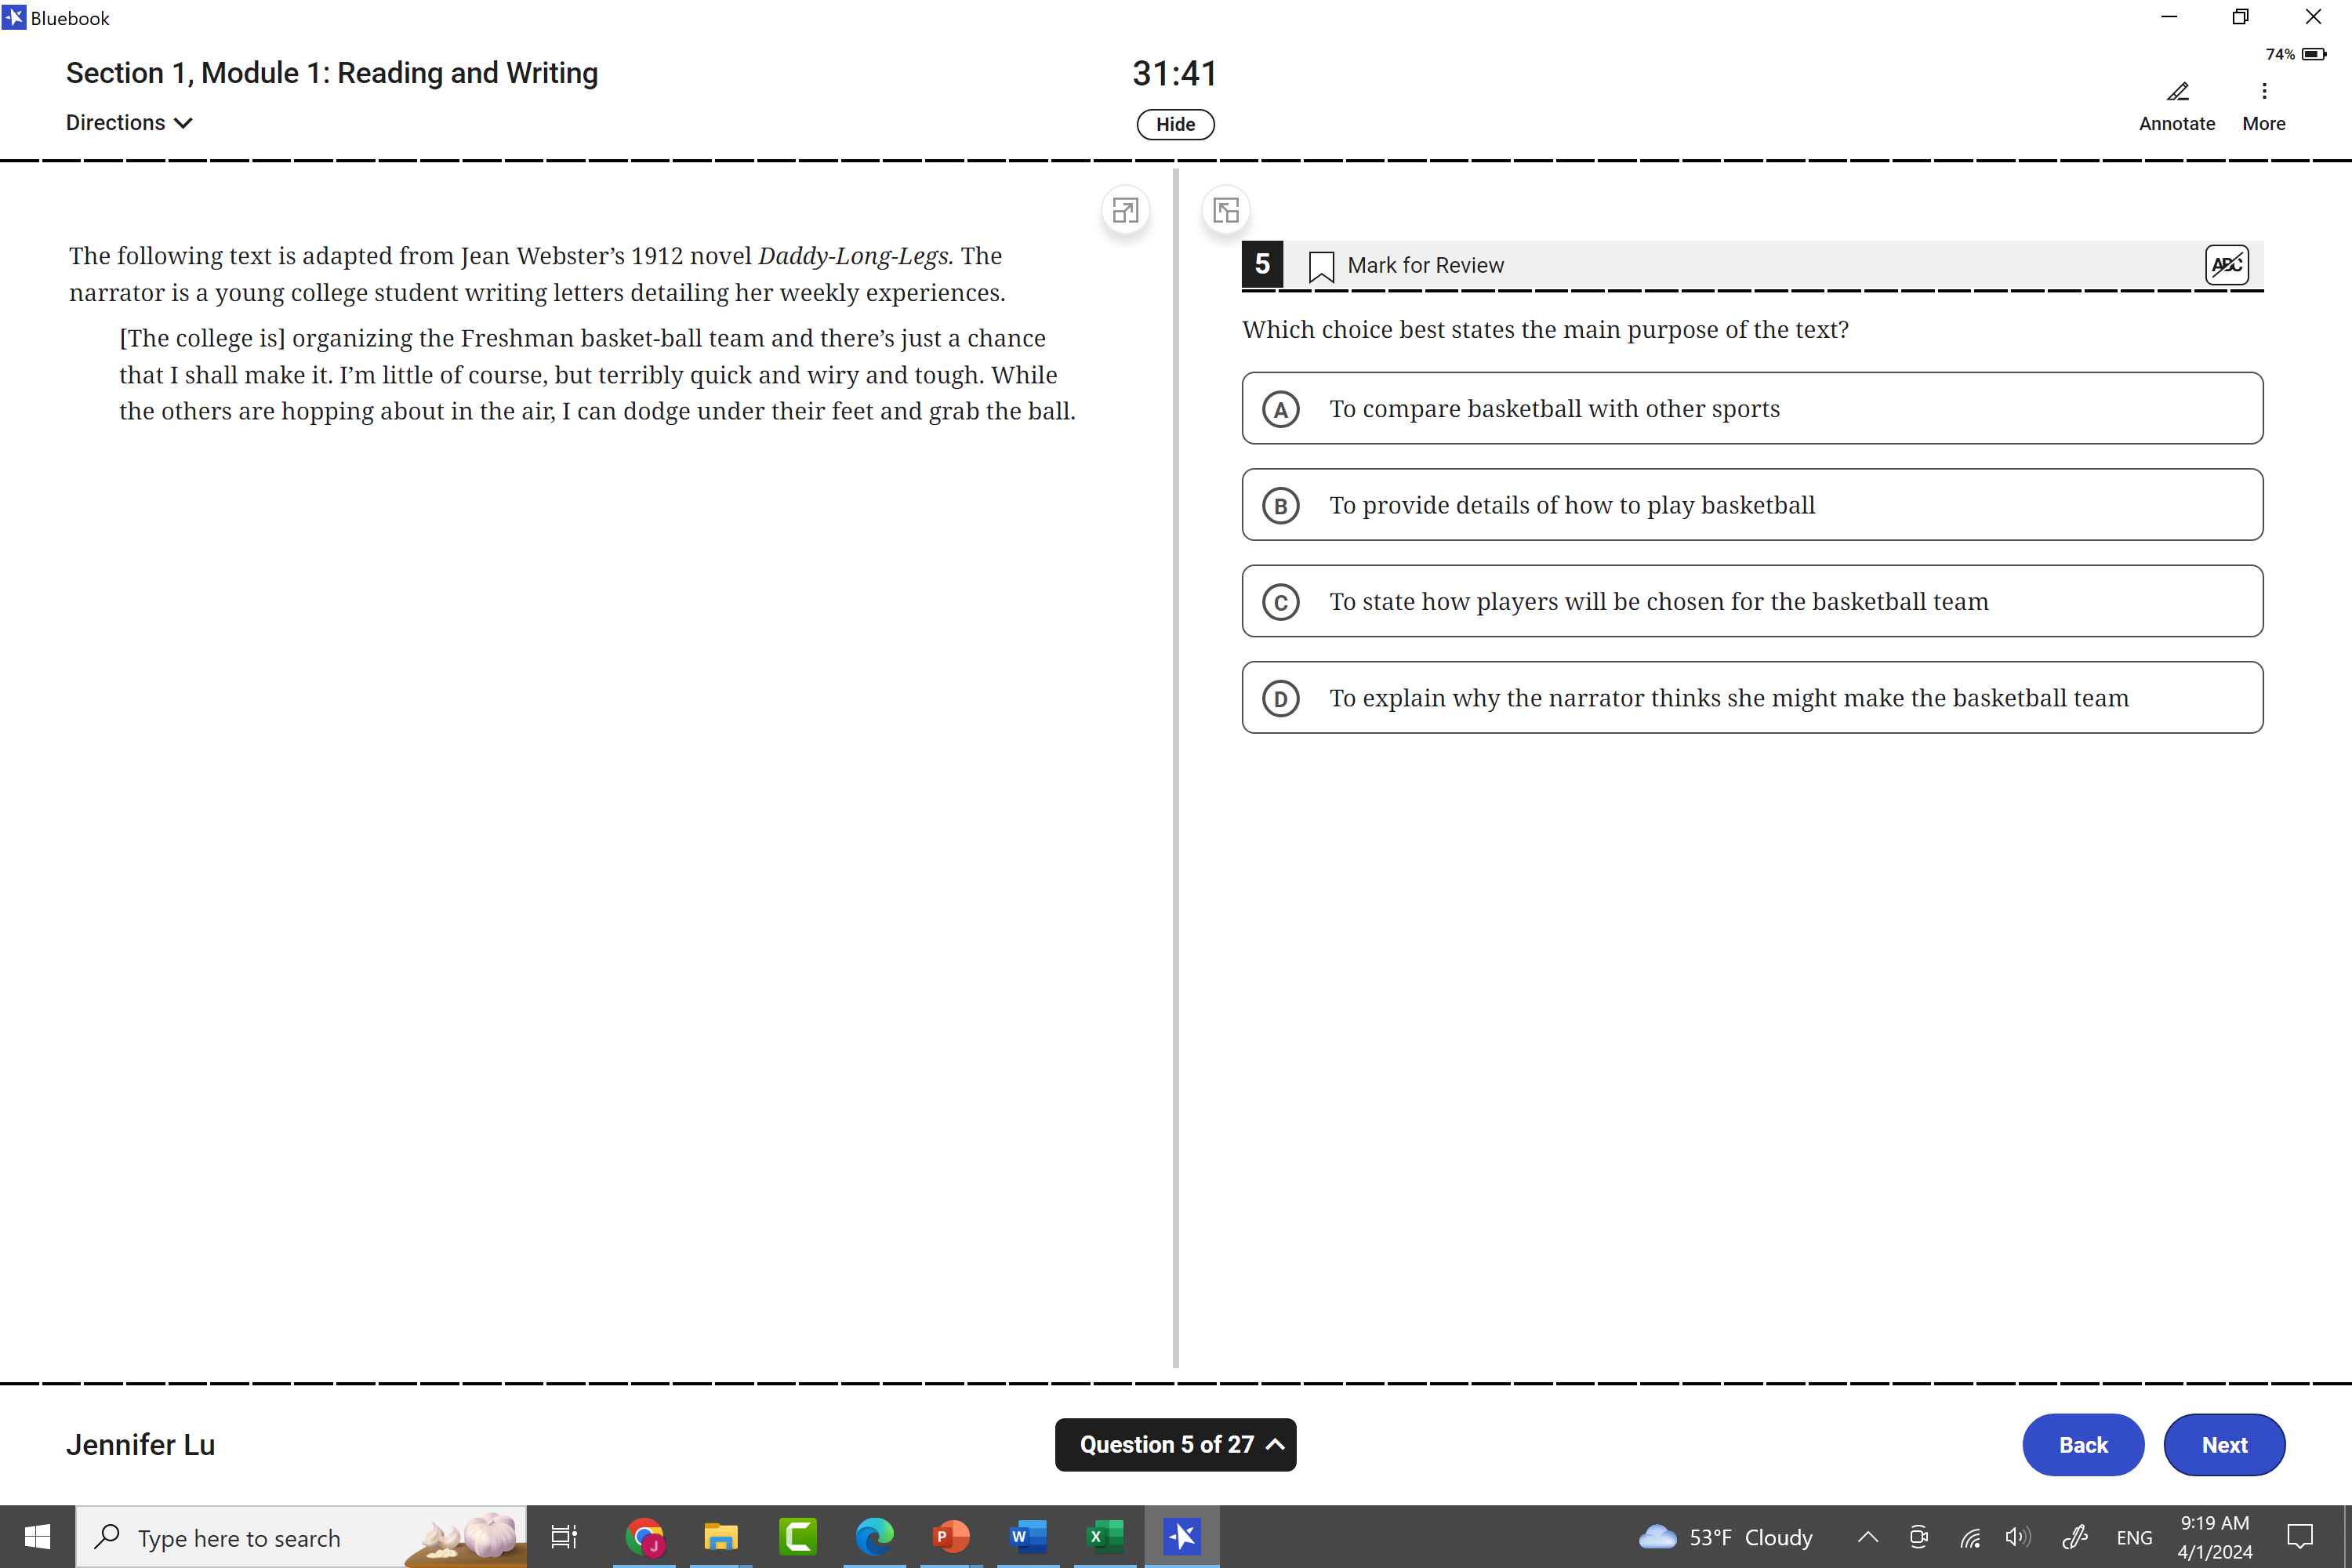 Bluebook
74%
Section 1, Module 1: Reading and Writing
31:41
Directions
Hide
Annotate
More
The following text is adapted from Jean Webster’s 1912 novel Daddy-Long-Legs. The
narrator is a young college student writing letters detailing her weekly experiences.
[The college is] organizing the Freshman basket-ball team and there’s just a chance
that I shall make it. I’m little of course, but terribly quick and wiry and tough. While
the others are hopping about in the air, I can dodge under their feet and grab the ball.
5
Mark for Review
ABC
Which choice best states the main purpose of the text?
A To compare basketball with other sports
B To provide details of how to play basketball
C To state how players will be chosen for the basketball team
D To explain why the narrator thinks she might make the basketball team
Jennifer Lu
Question 5 of 27
Back
Next
Type here to search
J
P
W
X
53°F Cloudy
ENG
9:19 AM
4/1/2024